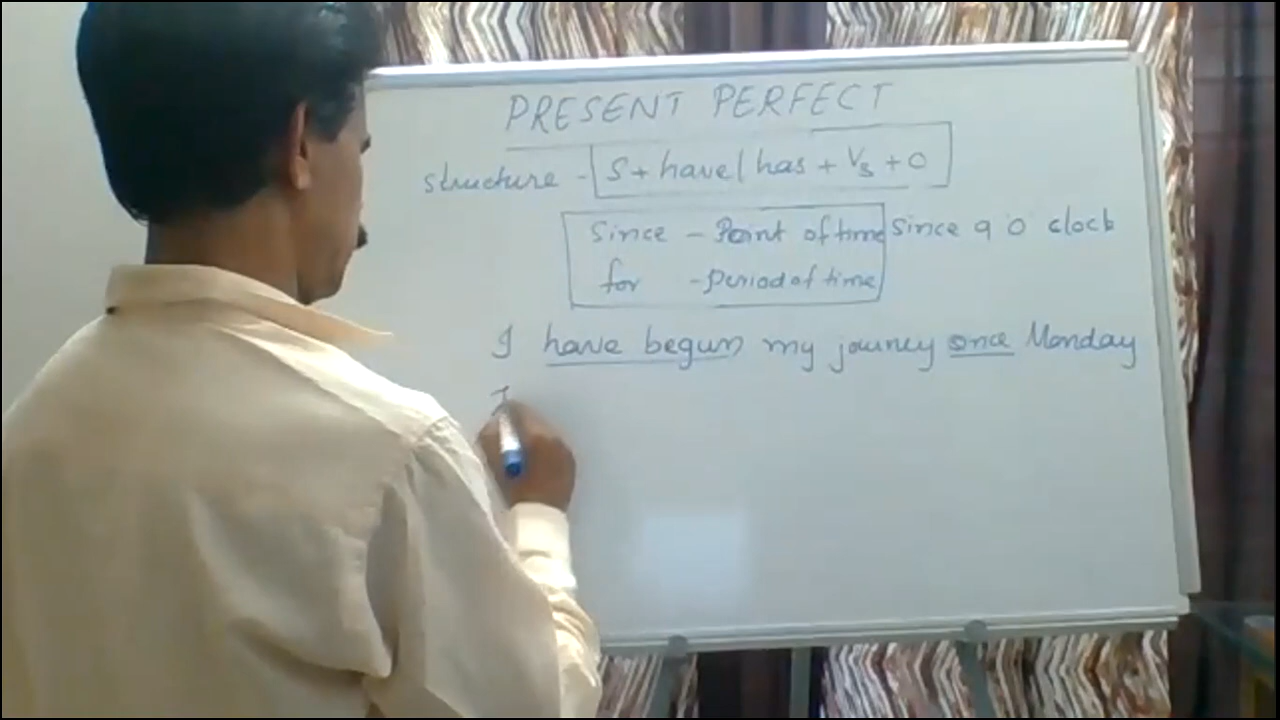 PRESENT PERFECT
structure - S + have / has + V3 + O
Since - Point of time Since 9 O clock
for - period of time
I have begun my journey once Monday
I